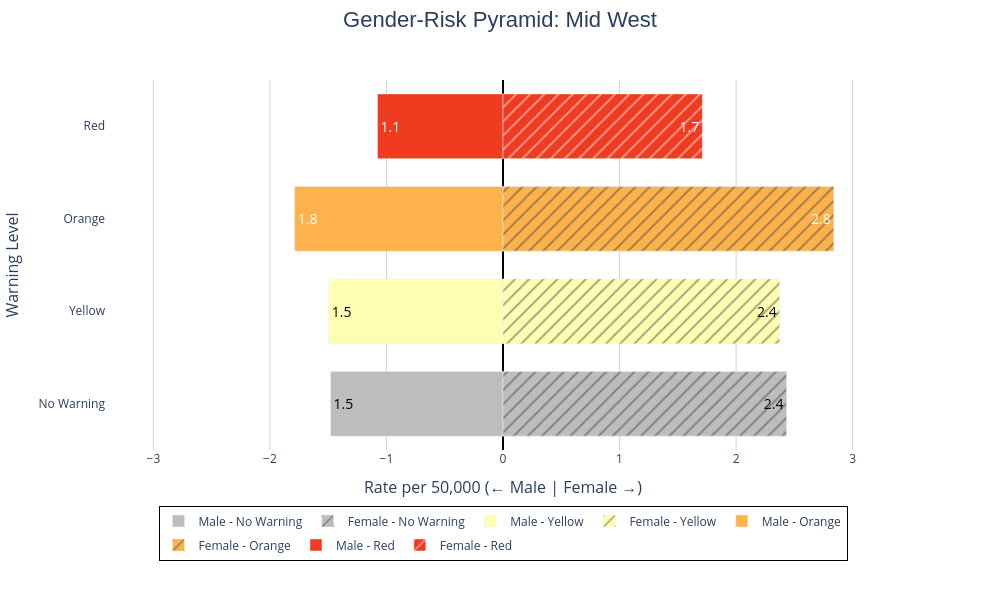 Gender-Risk Pyramid: Mid West
Warning Level
Red
1.1
1.7
Orange
1.8
2.8
Yellow
1.5
2.4
No Warning
1.5
2.4
−3 −2 −1 0 1 2 3
Rate per 50,000 (← Male | Female →)
Male - No Warning Female - No Warning Male - Yellow Female - Yellow Male - Orange
Female - Orange Male - Red Female - Red